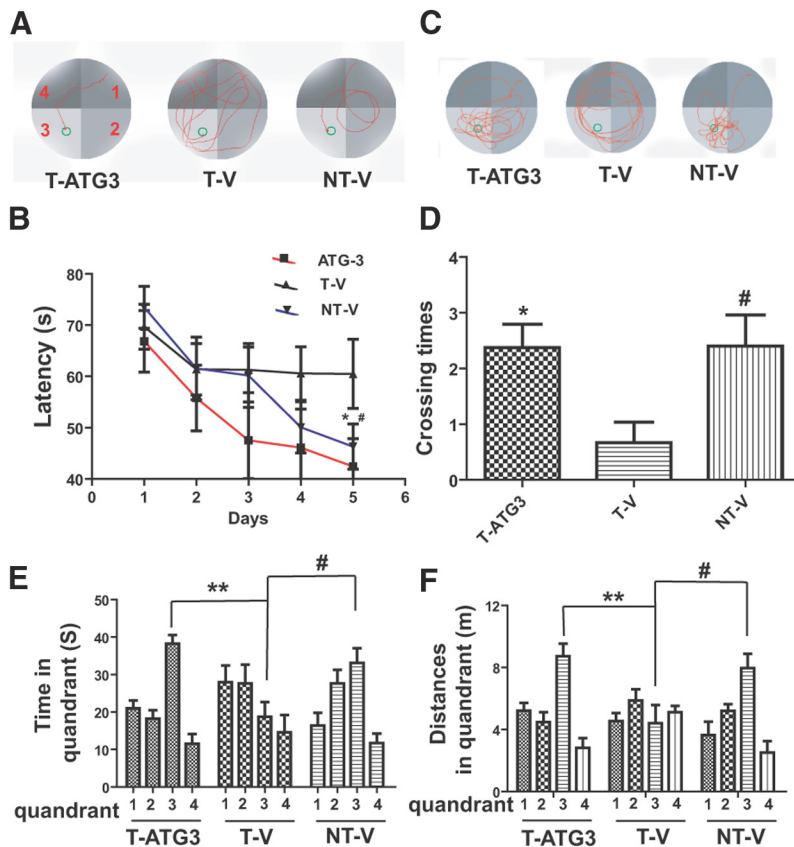 A
4 1
3 2
T-ATG3 T-V NT-V
C
T-ATG3 T-V NT-V
B
ATG-3
T-V
NT-V
Latency (s)
80
70
60
50
40
* #
0 1 2 3 4 5 6
Days
D
Crossing times
4
3
2
1
0
* #
T-ATG3 T-V NT-V
E
** #
Time in
quandrant (S)
50
40
30
20
10
0
quandrant 1 2 3 4 1 2 3 4 1 2 3 4
T-ATG3 T-V NT-V
F
** #
Distances
in quandrant (m)
12
8
4
0
quandrant 1 2 3 4 1 2 3 4 1 2 3 4
T-ATG3 T-V NT-V